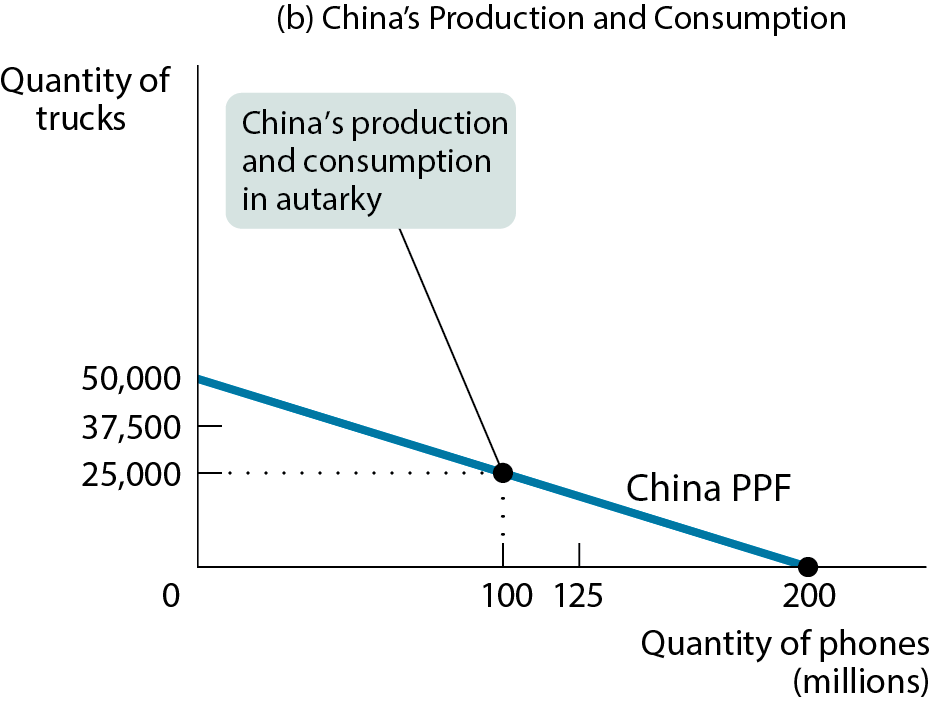 (b) China’s Production and Consumption
Quantity of
trucks
China’s production
and consumption
in autarky
50,000
37,500
25,000
China PPF
0
100
125
200
Quantity of phones
(millions)